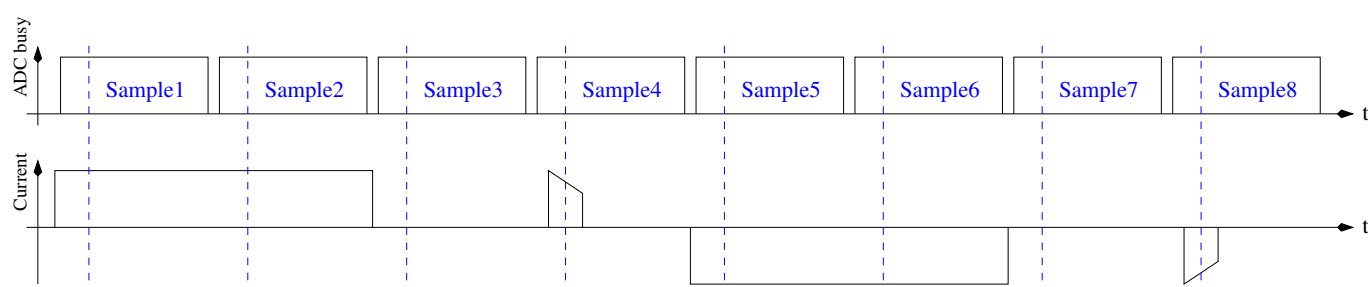 ADC busy
Sample1 Sample2 Sample3 Sample4 Sample5 Sample6 Sample7 Sample8
t
Current
t